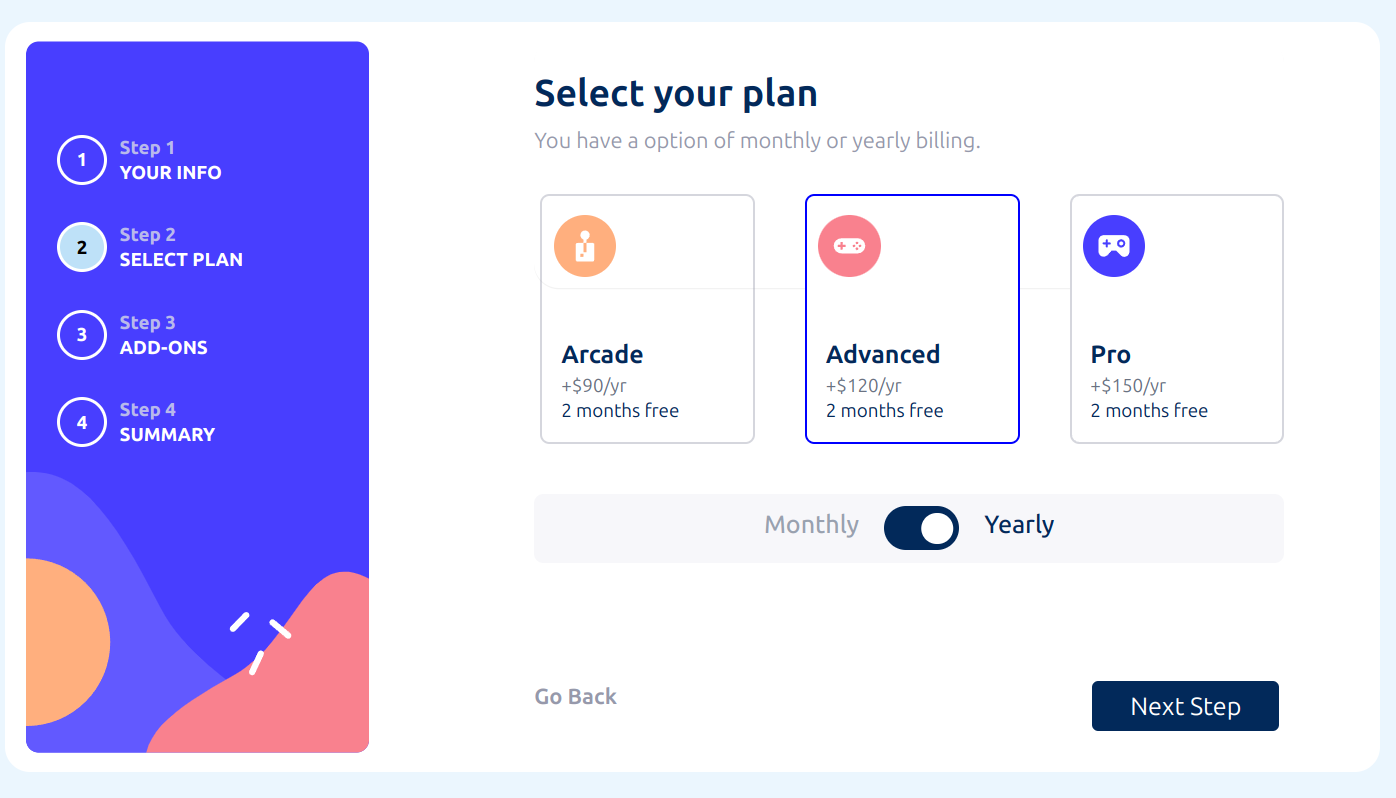 1
Step 1
YOUR INFO
2
Step 2
SELECT PLAN
3
Step 3
ADD-ONS
4
Step 4
SUMMARY
Select your plan
You have a option of monthly or yearly billing.
Arcade
+$90/yr
2 months free
Advanced
+$120/yr
2 months free
Pro
+$150/yr
2 months free
Monthly
Yearly
Go Back
Next Step